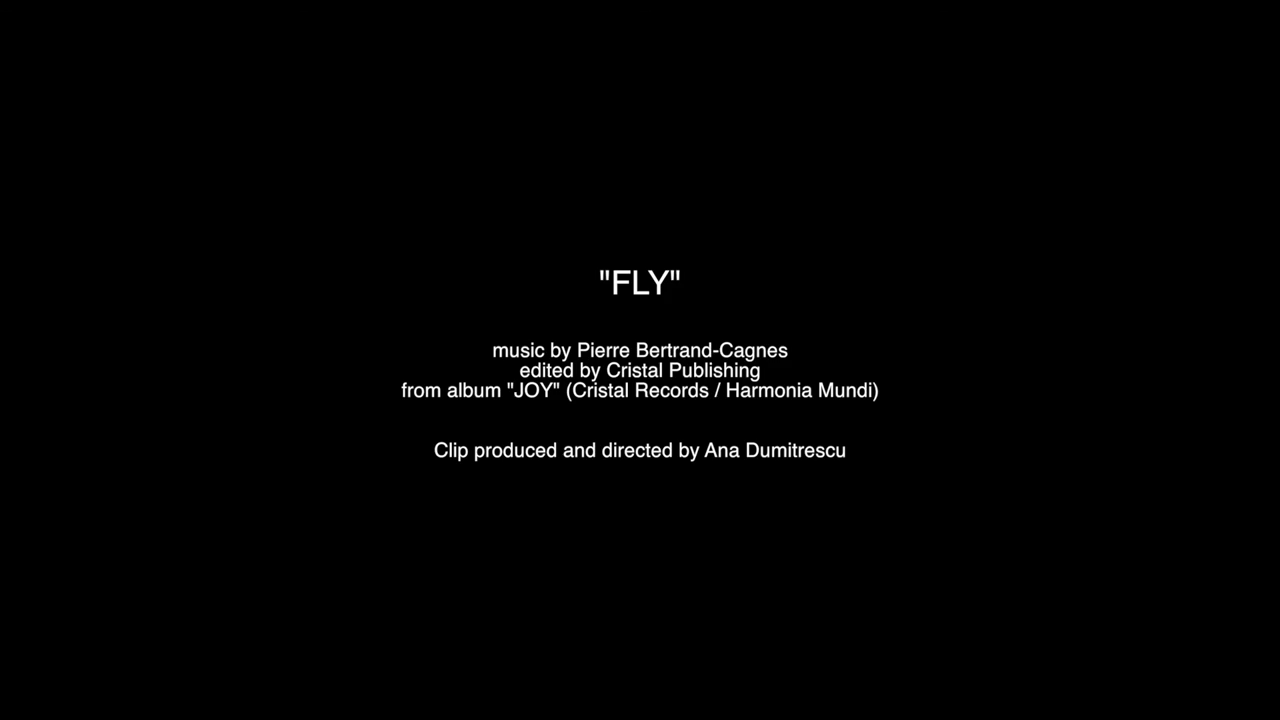 "FLY"
music by Pierre Bertrand-Cagnes
edited by Cristal Publishing
from album "JOY" (Cristal Records / Harmonia Mundi)
Clip produced and directed by Ana Dumitrescu